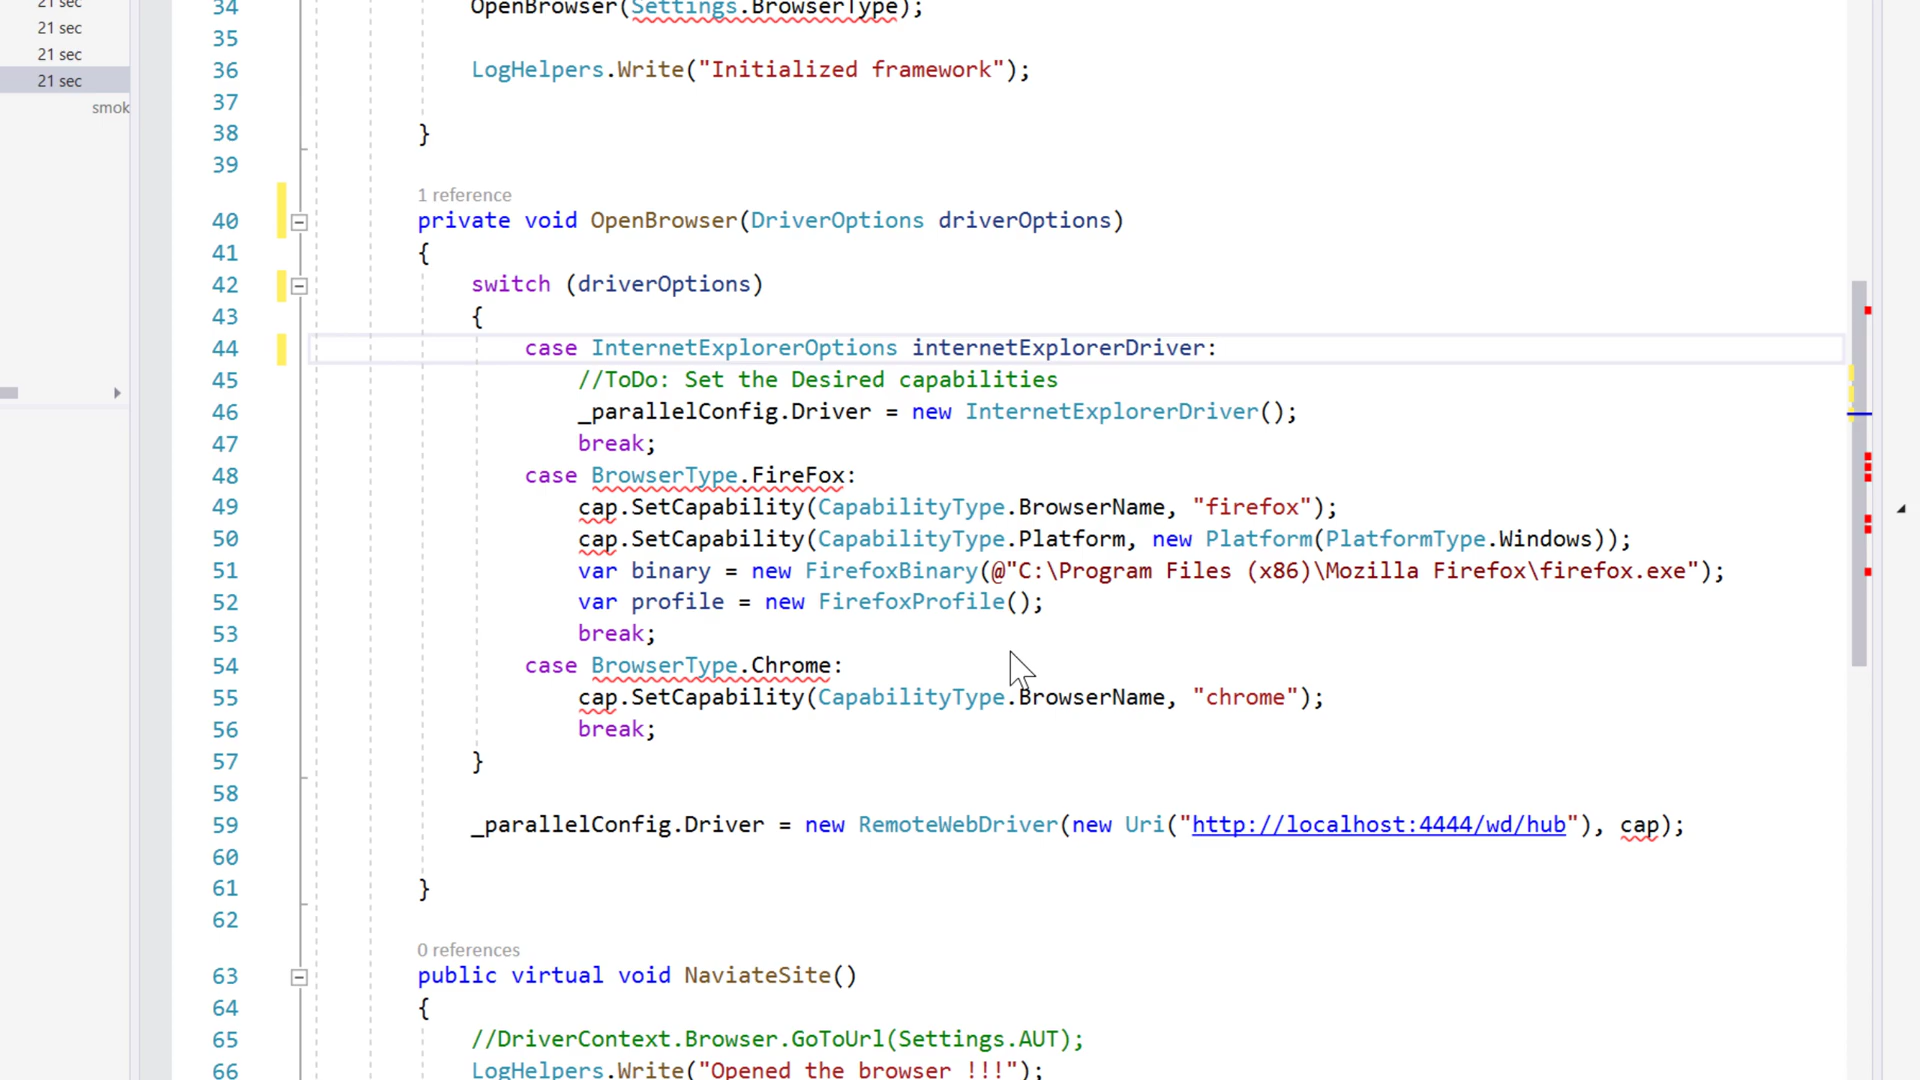 21 sec
21 sec
21 sec
21 sec
smok
34 OpenBrowser(Settings.BrowserType);
35
36 LogHelpers.Write("Initialized framework");
37
38 }
39
1 reference
40 private void OpenBrowser(DriverOptions driverOptions)
41 {
42 switch (driverOptions)
43 {
44 case InternetExplorerOptions internetExplorerDriver:
45 //ToDo: Set the Desired capabilities
46 _parallelConfig.Driver = new InternetExplorerDriver();
47 break;
48 case BrowserType.FireFox:
49 cap.SetCapability(CapabilityType.BrowserName, "firefox");
50 cap.SetCapability(CapabilityType.Platform, new Platform(PlatformType.Windows));
51 var binary = new FirefoxBinary(@"C:\Program Files (x86)\Mozilla Firefox\firefox.exe");
52 var profile = new FirefoxProfile();
53 break;
54 case BrowserType.Chrome:
55 cap.SetCapability(CapabilityType.BrowserName, "chrome");
56 break;
57 }
58
59 _parallelConfig.Driver = new RemoteWebDriver(new Uri("http://localhost:4444/wd/hub"), cap);
60
61 }
62
0 references
63 public virtual void NaviateSite()
64 {
65 //DriverContext.Browser.GoToUrl(Settings.AUT);
66 LogHelpers.Write("Opened the browser !!!");